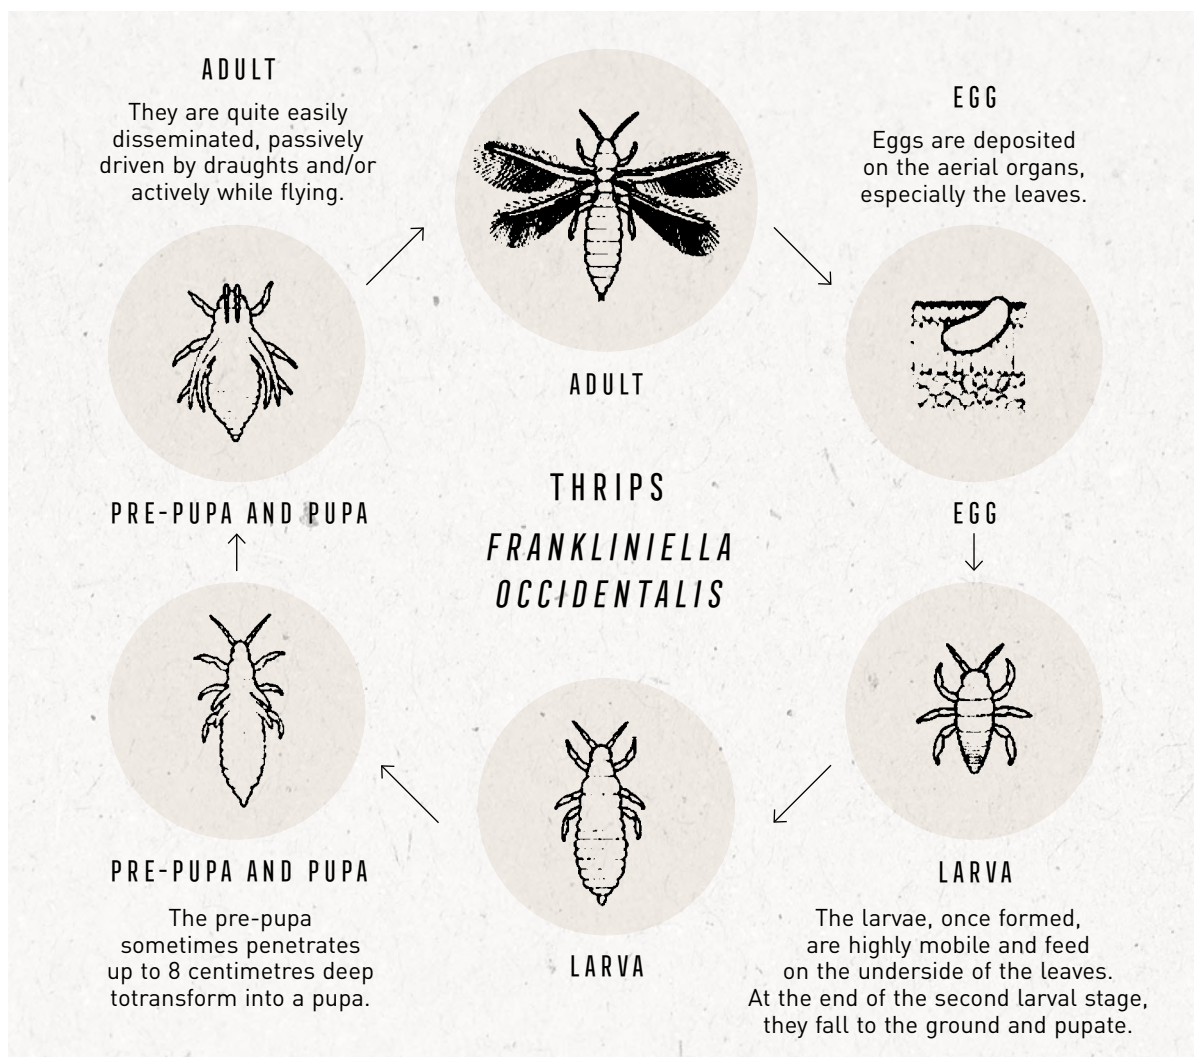 ADULT
They are quite easily
disseminated, passively
driven by draughts and/or
actively while flying.
EGG
Eggs are deposited
on the aerial organs,
especially the leaves.
ADULT
THRIPS
FRANKLINIELLA
OCCIDENTALIS
PRE-PUPA AND PUPA
EGG
PRE-PUPA AND PUPA
The pre-pupa
sometimes penetrates
up to 8 centimetres deep
totransform into a pupa.
LARVA
LARVA
The larvae, once formed,
are highly mobile and feed
on the underside of the leaves.
At the end of the second larval stage,
they fall to the ground and pupate.